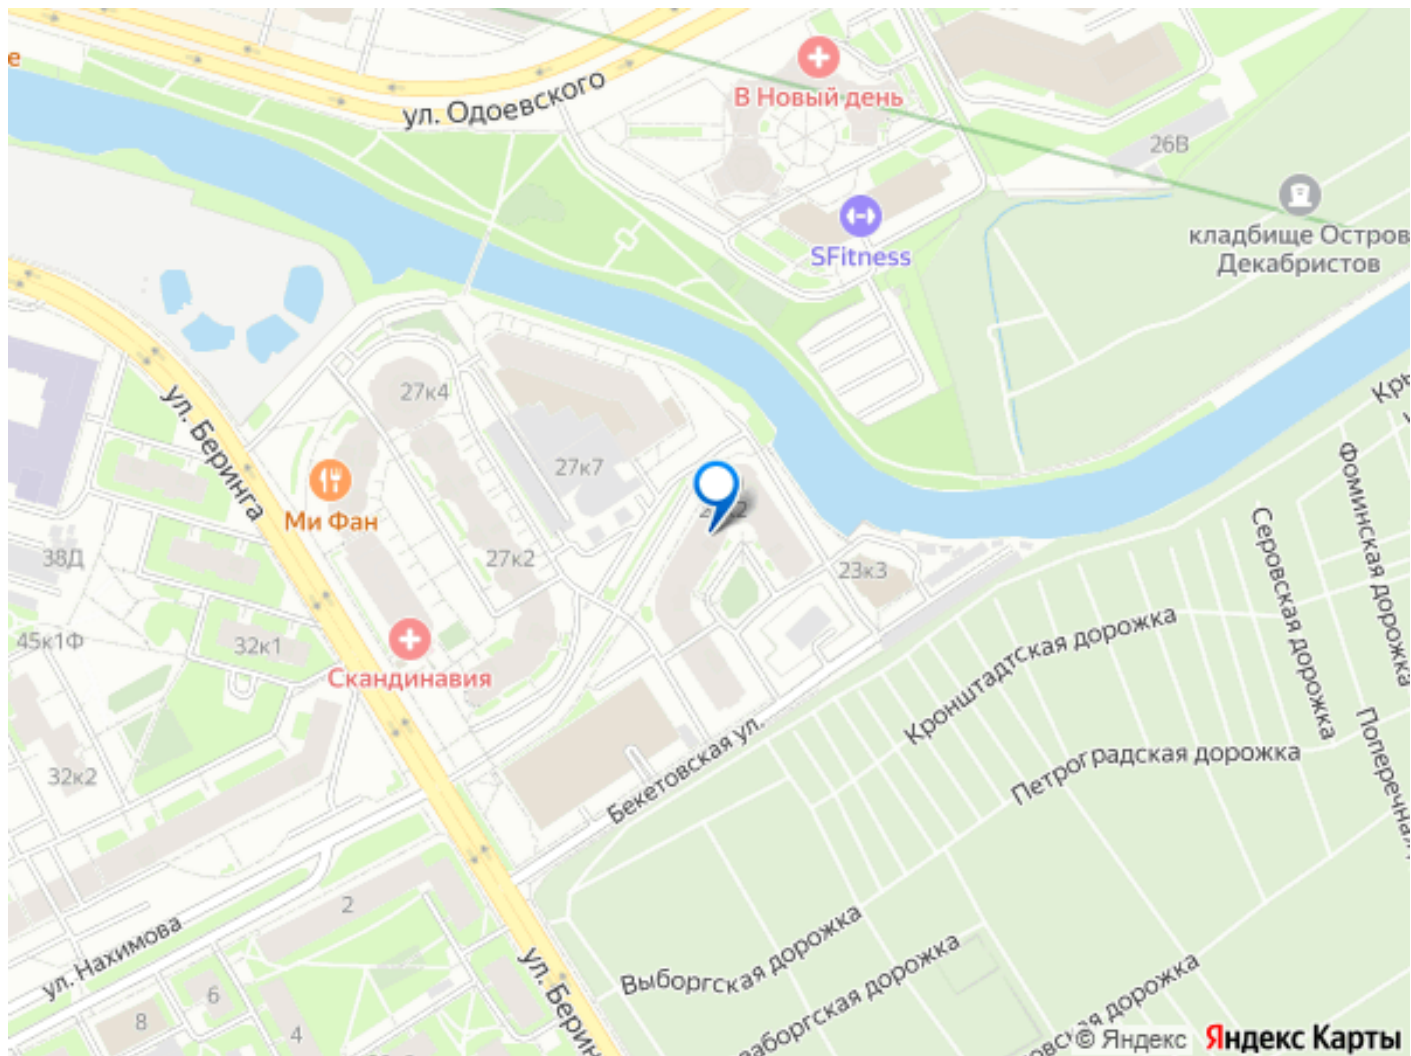 е
ул. Одоевского
В Новый день
26В
SFitness
кладбище Остров
Декабристов
27к4
ул. Беринга
27к7
Ми Фан
38Д
27к2
23к3
Серовская дорожка
Фоминская дорожка
45к1Ф
32к1
Скандинавия
Кронштадтская дорожка
Петроградская дорожка
Поперечная
32к2
Бекетовская ул.
2
ул. Нахимова
Выборгская дорожка
6
8
4
ул. Беринг
© Яндекс
Яндекс Карты